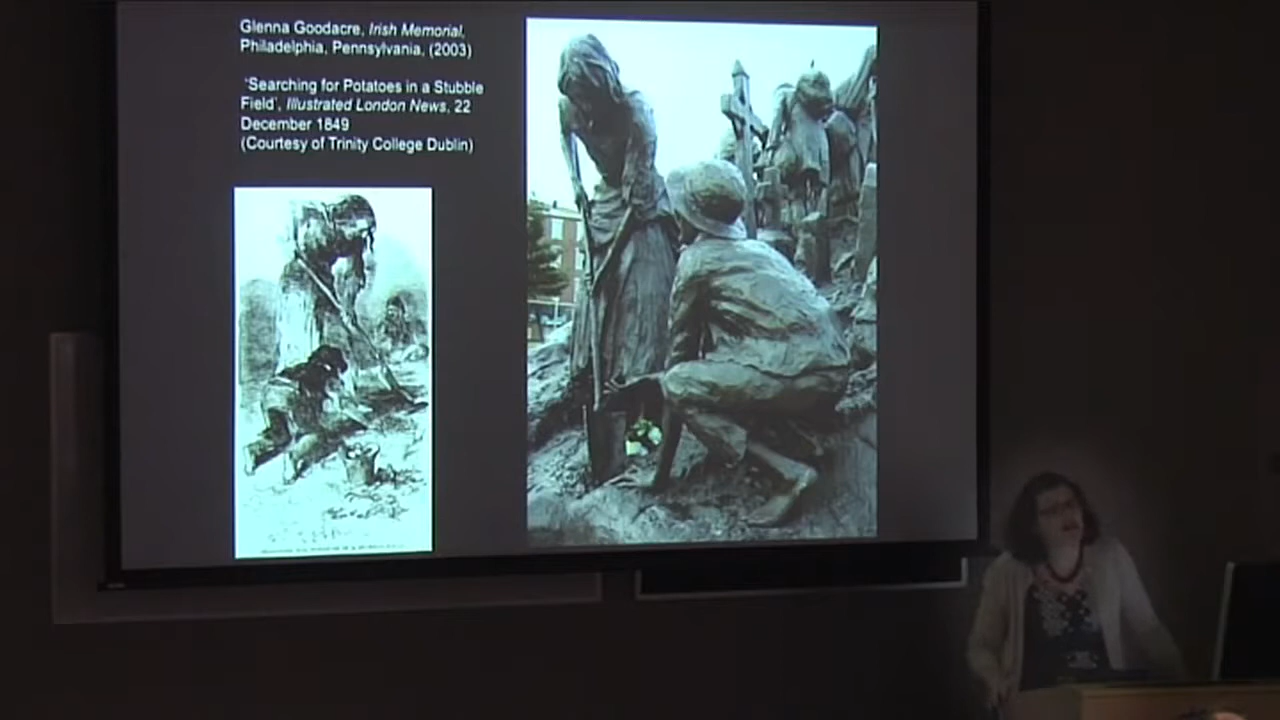 Glenna Goodacre, Irish Memorial,
Philadelphia, Pennsylvania, (2003)
'Searching for Potatoes in a Stubble
Field', Illustrated London News, 22
December 1849
(Courtesy of Trinity College Dublin)